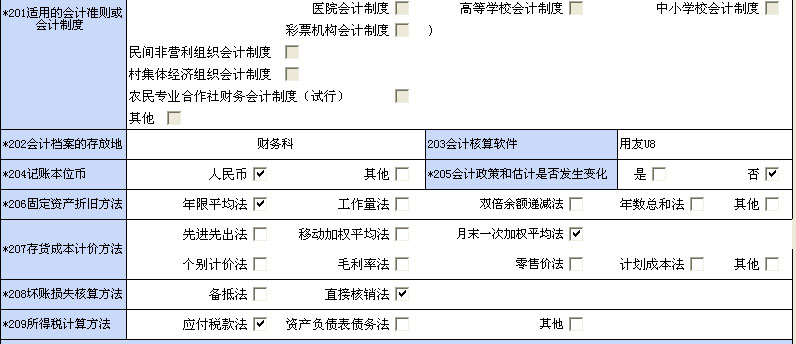 *201适用的会计准则或 医院会计制度 高等学校会计制度 中小学校会计制度
会计制度 彩票机构会计制度 )
民间非营利组织会计制度
村集体经济组织会计制度
农民专业合作社财务会计制度（试行）
其他
*202会计档案的存放地 财务科 203会计核算软件 用友U8
*204记账本位币 人民币 其他 *205会计政策和估计是否发生变化 是 否
*206固定资产折旧方法 年限平均法 工作量法 双倍余额递减法 年数总和法 其他
*207存货成本计价方法 先进先出法 移动加权平均法 月末一次加权平均法
个别计价法 毛利率法 零售价法 计划成本法 其他
*208坏账损失核算方法 备抵法 直接核销法
*209所得税计算方法 应付税款法 资产负债表债务法 其他